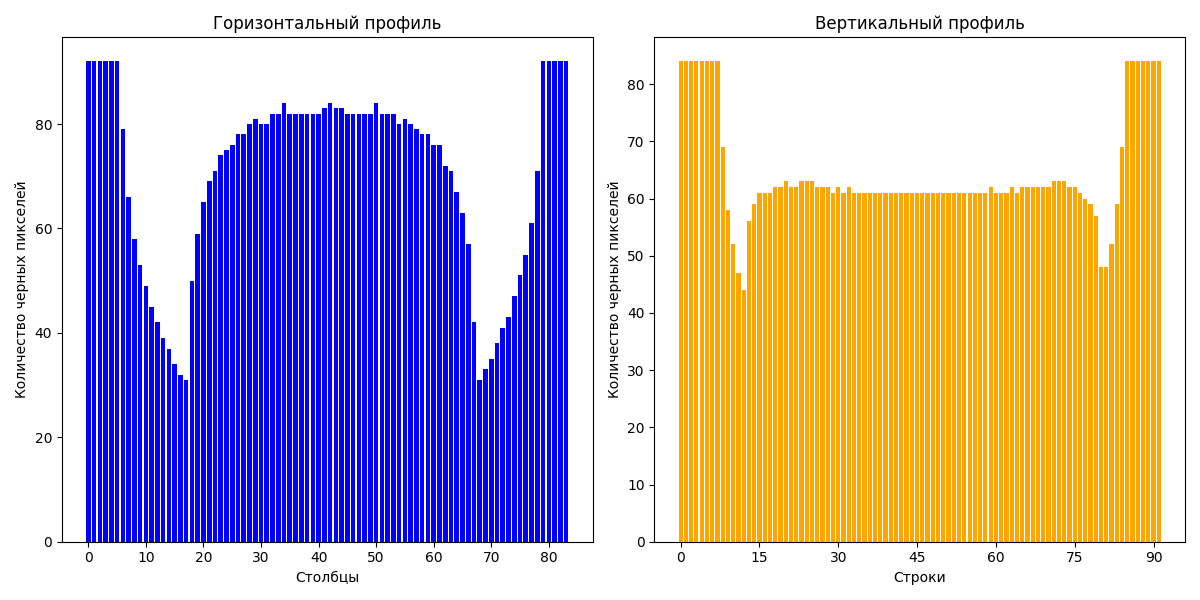 Горизонтальный профиль
Количество черных пикселей
80
60
40
20
0
0 10 20 30 40 50 60 70 80
Столбцы
Вертикальный профиль
Количество черных пикселей
80
70
60
50
40
30
20
10
0
0 15 30 45 60 75 90
Строки